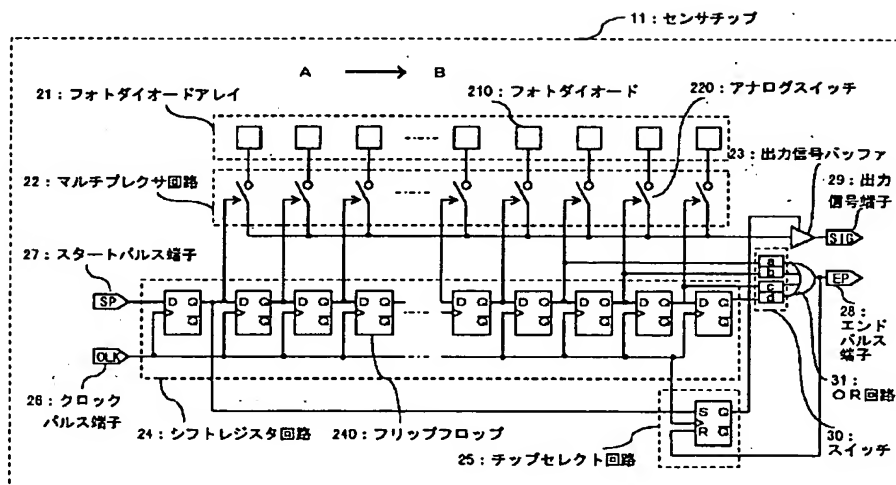 11：センサチップ
A
B
21：フォトダイオードアレイ
210：フォトダイオード
220：アナログスイッチ
23：出力信号バッファ
22：マルチプレクサ回路
29：出力
信号端子
SIG
27：スタートパルス端子
a
b
c
d
SP
D Q
Q
D Q
Q
D Q
Q
D Q
Q
D Q
Q
D Q
Q
D Q
Q
D Q
Q
D Q
Q
EP
28：
エンド
パルス
端子
CLK
31：
OR回路
26：クロック
パルス端子
24：シフトレジスタ回路
240：フリップフロップ
S Q
R Q
25：チップセレクト回路
30：
スイッチ